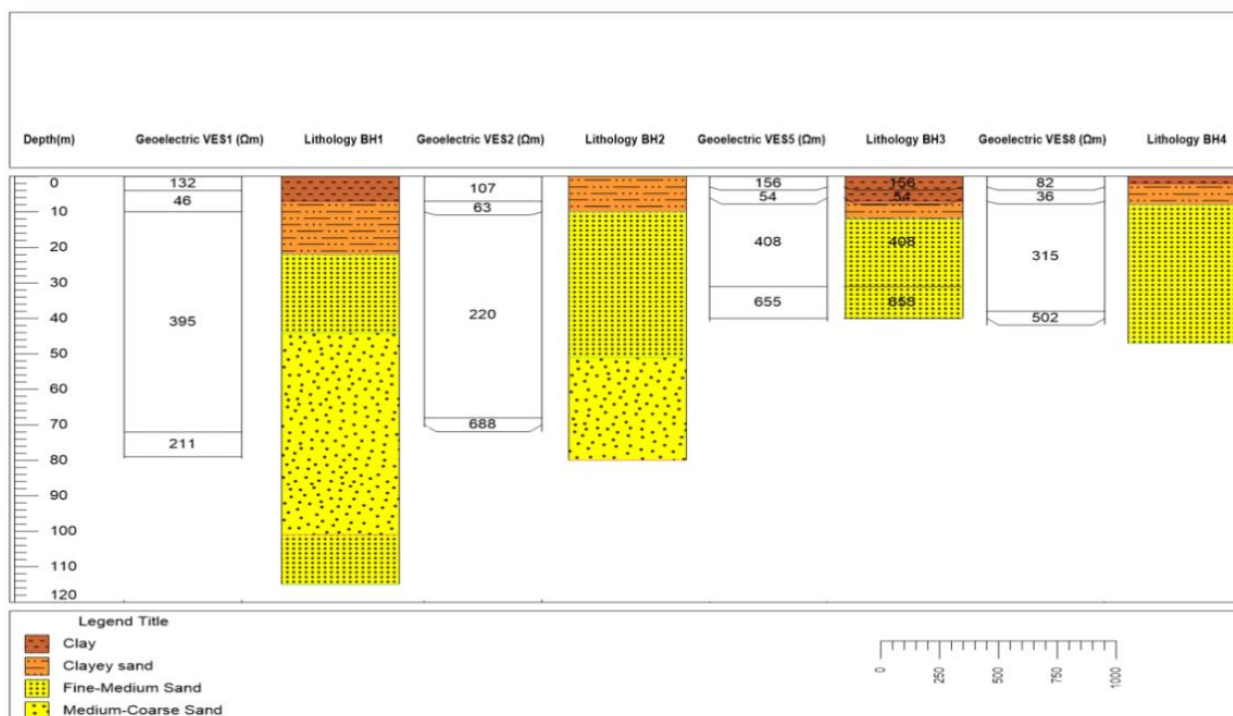 Depth(m) Geoelectric VES1 (Ωm) Lithology BH1 Geoelectric VES2 (Ωm) Lithology BH2 Geoelectric VES5 (Ωm) Lithology BH3 Geoelectric VES8 (Ωm) Lithology BH4
0 132 107 156 156 82
46 63 54 54 36
10
20 408 408 315
30
40 395 220 655 655 502
50
60
70 211 688
80
90
100
110
120
Legend Title
Clay
Clayey sand
Fine-Medium Sand
Medium-Coarse Sand
0 250 500 750 1000